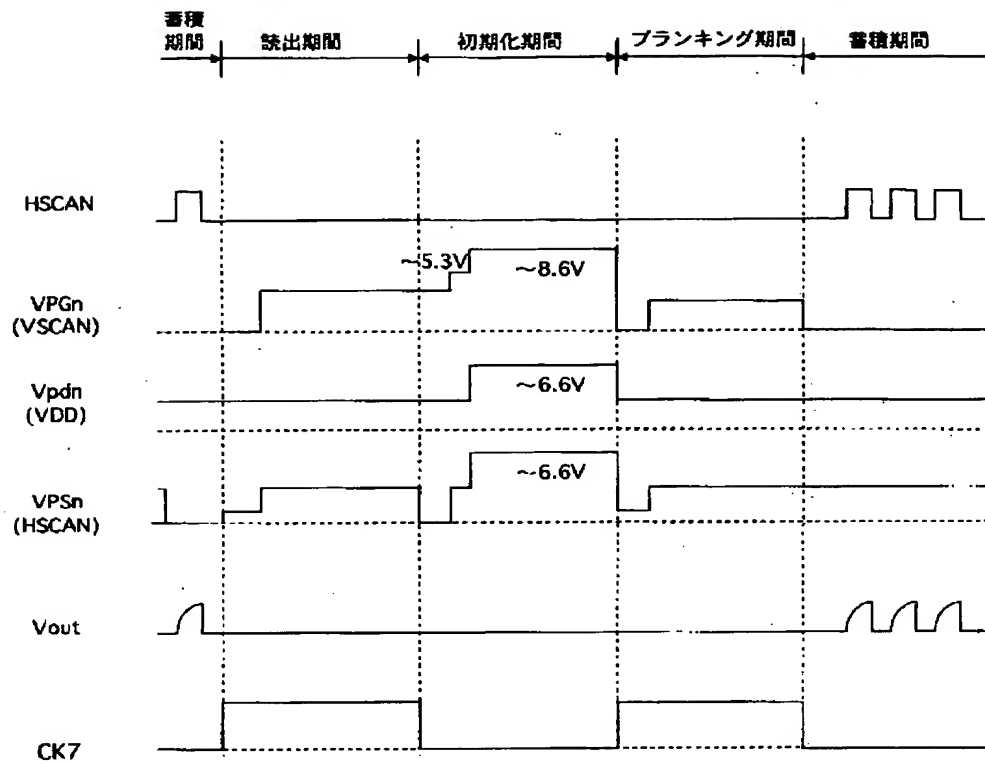 蓄積
期間
読出期間
初期化期間
ブランキング期間
蓄積期間
HSCAN
VPGn
(VSCAN)
～5.3V
～8.6V
Vpdn
(VDD)
～6.6V
VPSn
(HSCAN)
～6.6V
Vout
CK7